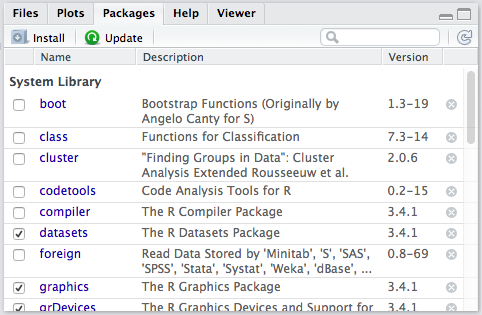 Files Plots Packages Help Viewer
Install Update
Name Description Version
System Library
boot Bootstrap Functions (Originally by 1.3-19
Angelo Canty for S)
class Functions for Classification 7.3-14
cluster "Finding Groups in Data": Cluster 2.0.6
Analysis Extended Rousseeuw et al.
codetools Code Analysis Tools for R 0.2-15
compiler The R Compiler Package 3.4.1
datasets The R Datasets Package 3.4.1
foreign Read Data Stored by 'Minitab', 'S', 'SAS', 0.8-69
'SPSS', 'Stata', 'Systat', 'Weka', 'dBase', ...
graphics The R Graphics Package 3.4.1
grDevices The R Graphics Devices and Support for 3.4.1